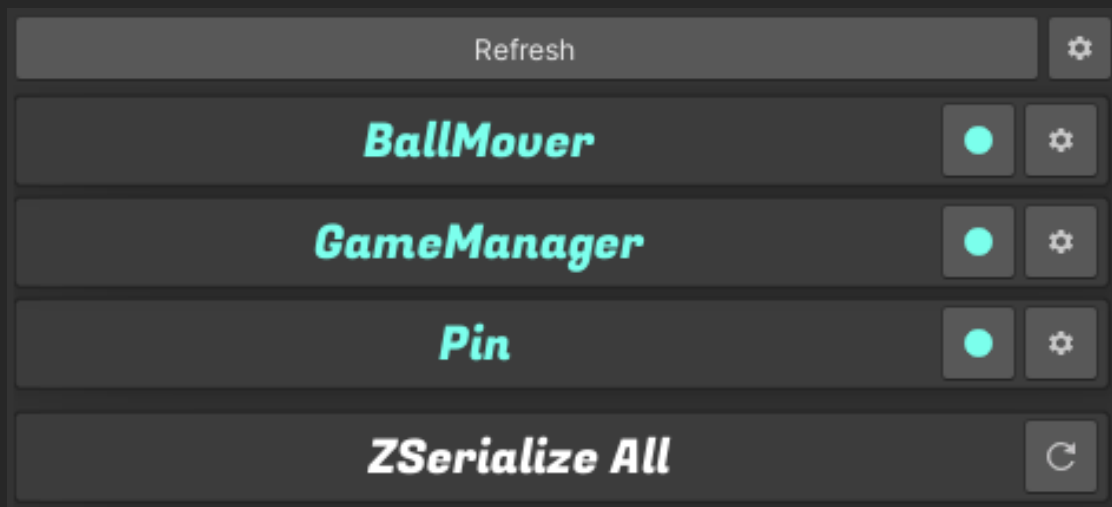 Refresh
BallMover
GameManager
Pin
ZSerialize All